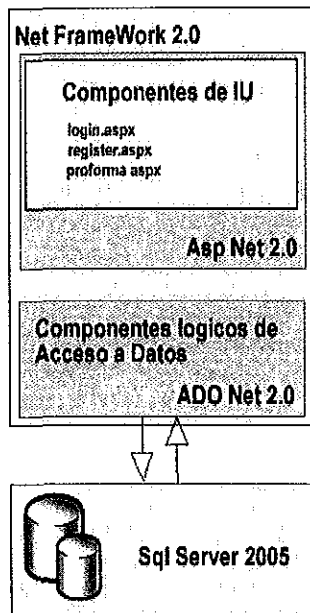 Net FrameWork 2.0
Componentes de IU
login.aspx
register.aspx
proforma aspx
Asp Net 2.0
Componentes logicos de
Acceso a Datos
ADO Net 2.0
Sql Server 2005